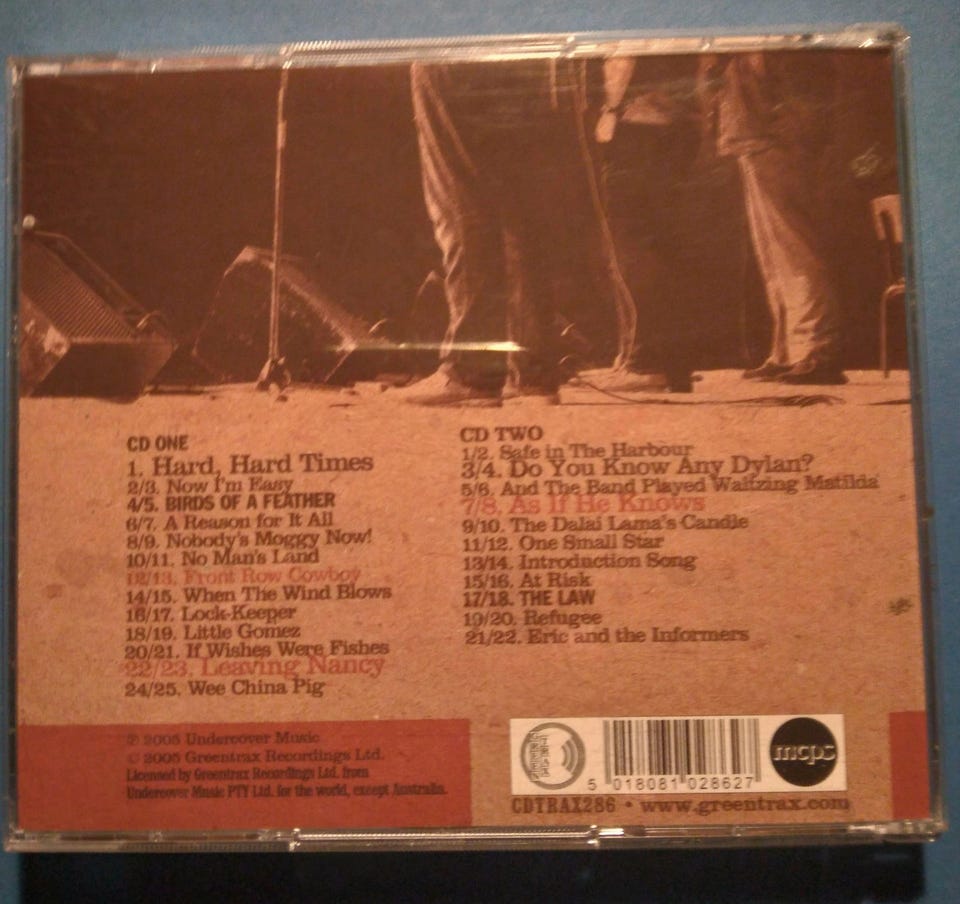 CD ONE
1. Hard, Hard Times
2/3. Now I'm Easy
4/5. BIRDS OF A FEATHER
6/7. A Reason for It All
8/9. Nobody's Moggy Now!
10/11. No Man's Land
12/13. Front Row Cowboy
14/15. When The Wind Blows
16/17. Lock-Keeper
18/19. Little Gomez
20/21. If Wishes Were Fishes
22/23. Leaving Nancy
24/25. Wee China Pig
CD TWO
1/2. Safe in The Harbour
3/4. Do You Know Any Dylan?
5/6. And The Band Played Waltzing Matilda
7/8. As If He Knows
9/10. The Dalai Lama's Candle
11/12. One Small Star
13/14. Introduction Song
15/16. At Risk
17/18. THE LAW
19/20. Refugee
21/22. Eric and the Informers
℗ 2005 Undercover Music
© 2005 Greentrax Recordings Ltd.
Licensed by Greentrax Recordings Ltd. from
Undercover Music PTY Ltd. for the world, except Australia.
5 018081 028627
mcps
CDTRAX286 • www.greentrax.com